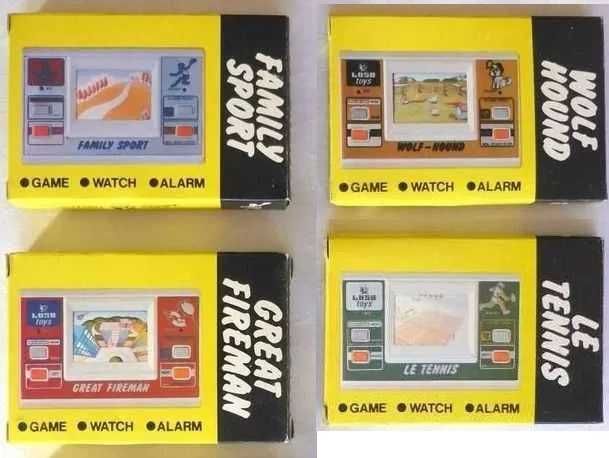 FAMILY SPORT
FAMILY
SPORT
GAME WATCH ALARM
LOSO
toys
WOLF-HOUND
WOLF
HOUND
GAME WATCH ALARM
LOSO
toys
GREAT FIREMAN
GREAT
FIREMAN
GAME WATCH ALARM
LOSO
toys
LE TENNIS
LE
TENNIS
GAME WATCH ALARM